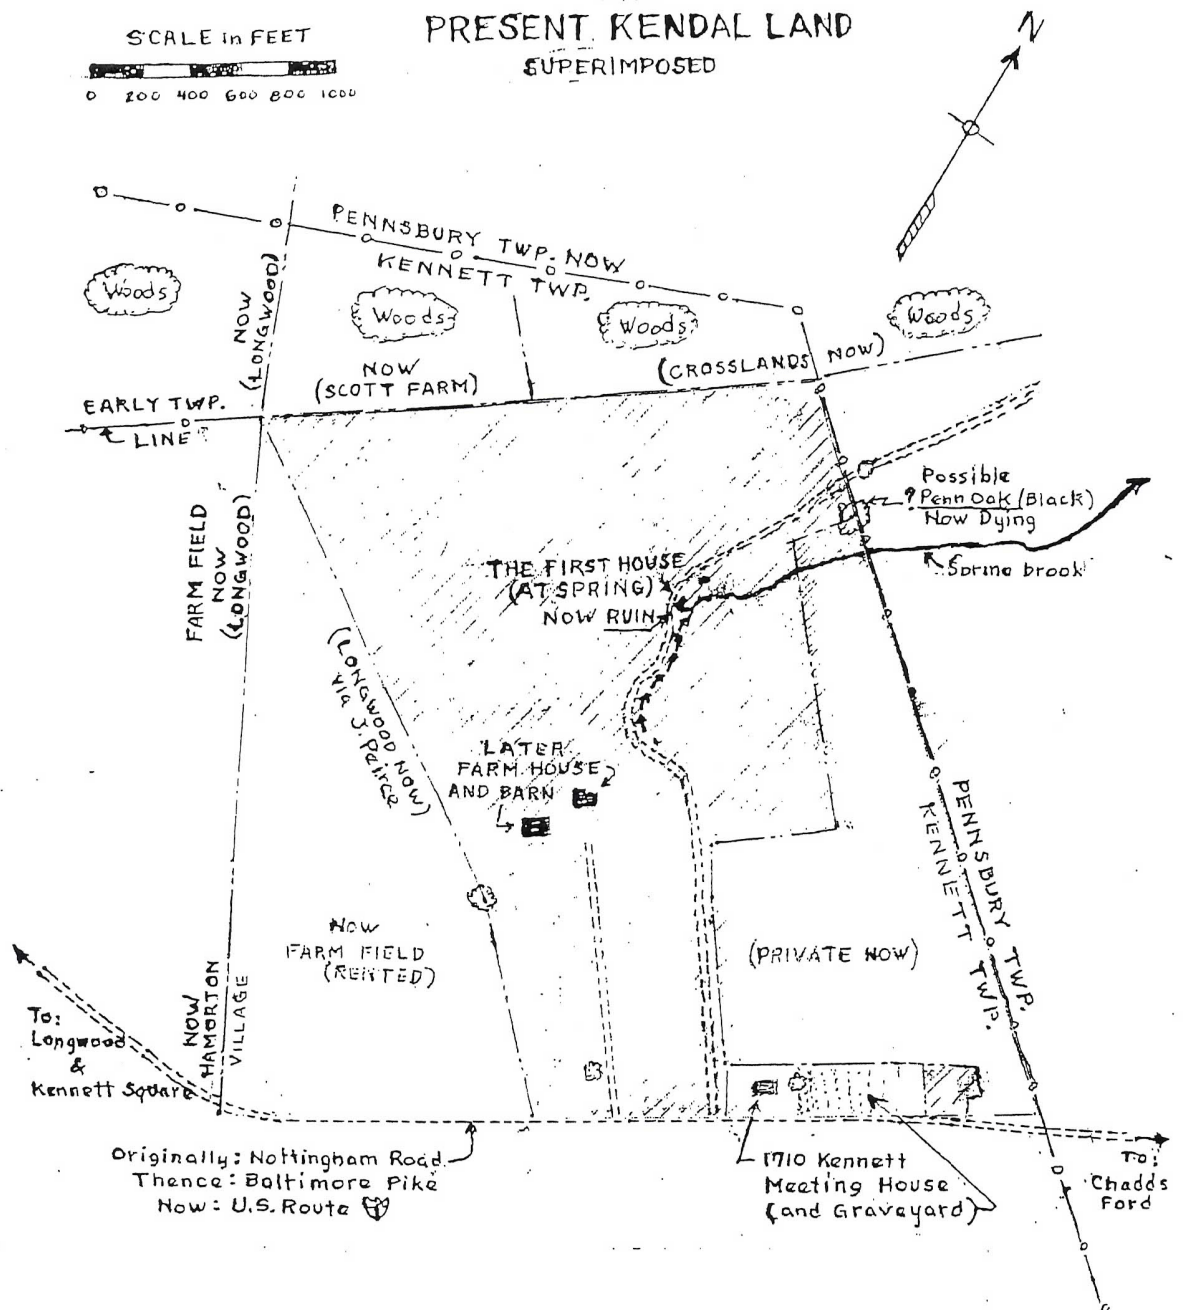 SCALE in FEET
0 200 400 600 800 1000
PRESENT KENDAL LAND
SUPERIMPOSED
N
PENNSBURY TWP. NOW
KENNETT TWP.
Woods
Woods
Woods
Woods
NOW
(LONGWOOD)
NOW
(SCOTT FARM)
(CROSSLANDS NOW)
EARLY TWP.
LINE
FARM FIELD
NOW
(LONGWOOD)
Possible
? Penn Oak (Black)
Now Dying
Spring brook
THE FIRST HOUSE
(AT SPRING)
NOW RUIN
(LONGWOOD NOW)
via J. Peirce
LATER
FARM HOUSE
AND BARN
PENNSBURY TWP.
KENNETT TWP.
NOW
FARM FIELD
(RENTED)
(PRIVATE NOW)
NOW
HAMORTON
VILLAGE
To:
Longwood
&
Kennett Square
Originally: Nottingham Road
Thence: Baltimore Pike
Now: U.S. Route
1710 Kennett
Meeting House
(and Graveyard)
To:
Chadds
Ford